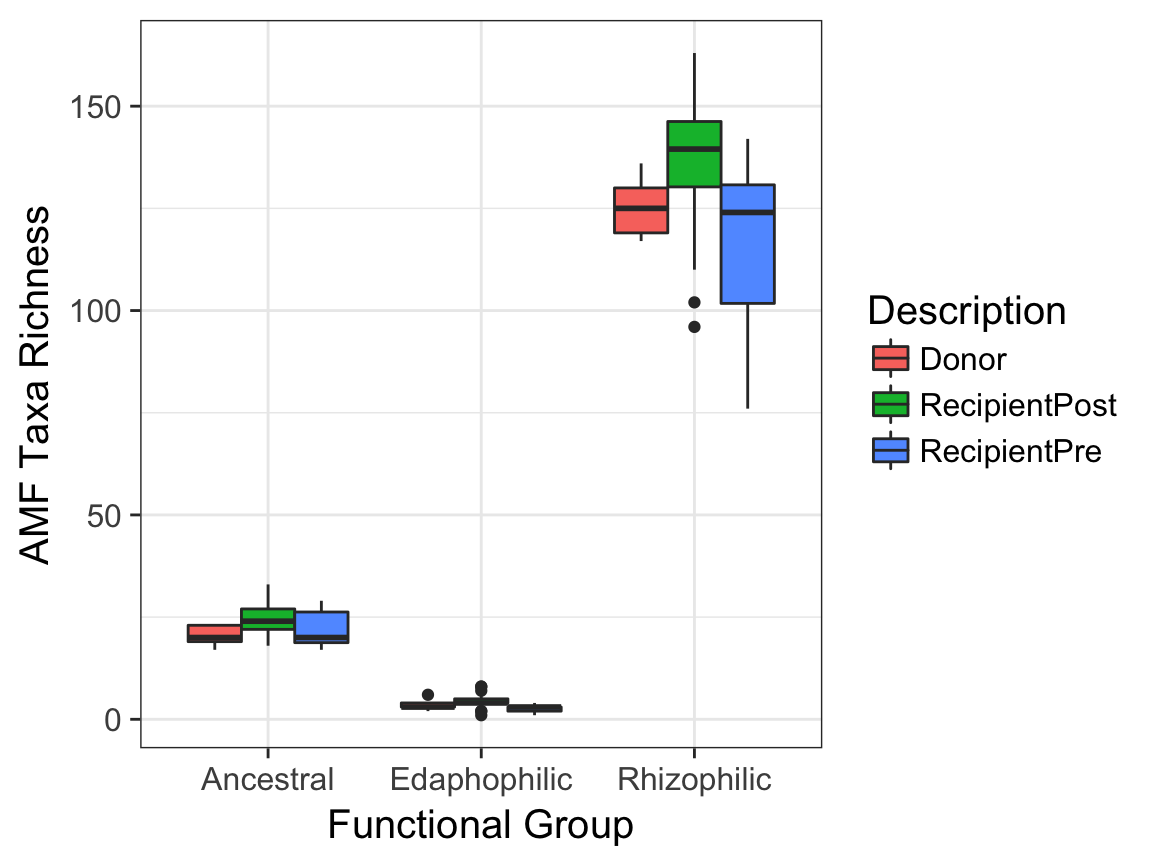 AMF Taxa Richness
150
100
50
0
Ancestral
Edaphophilic
Rhizophilic
Functional Group
Description
Donor
RecipientPost
RecipientPre